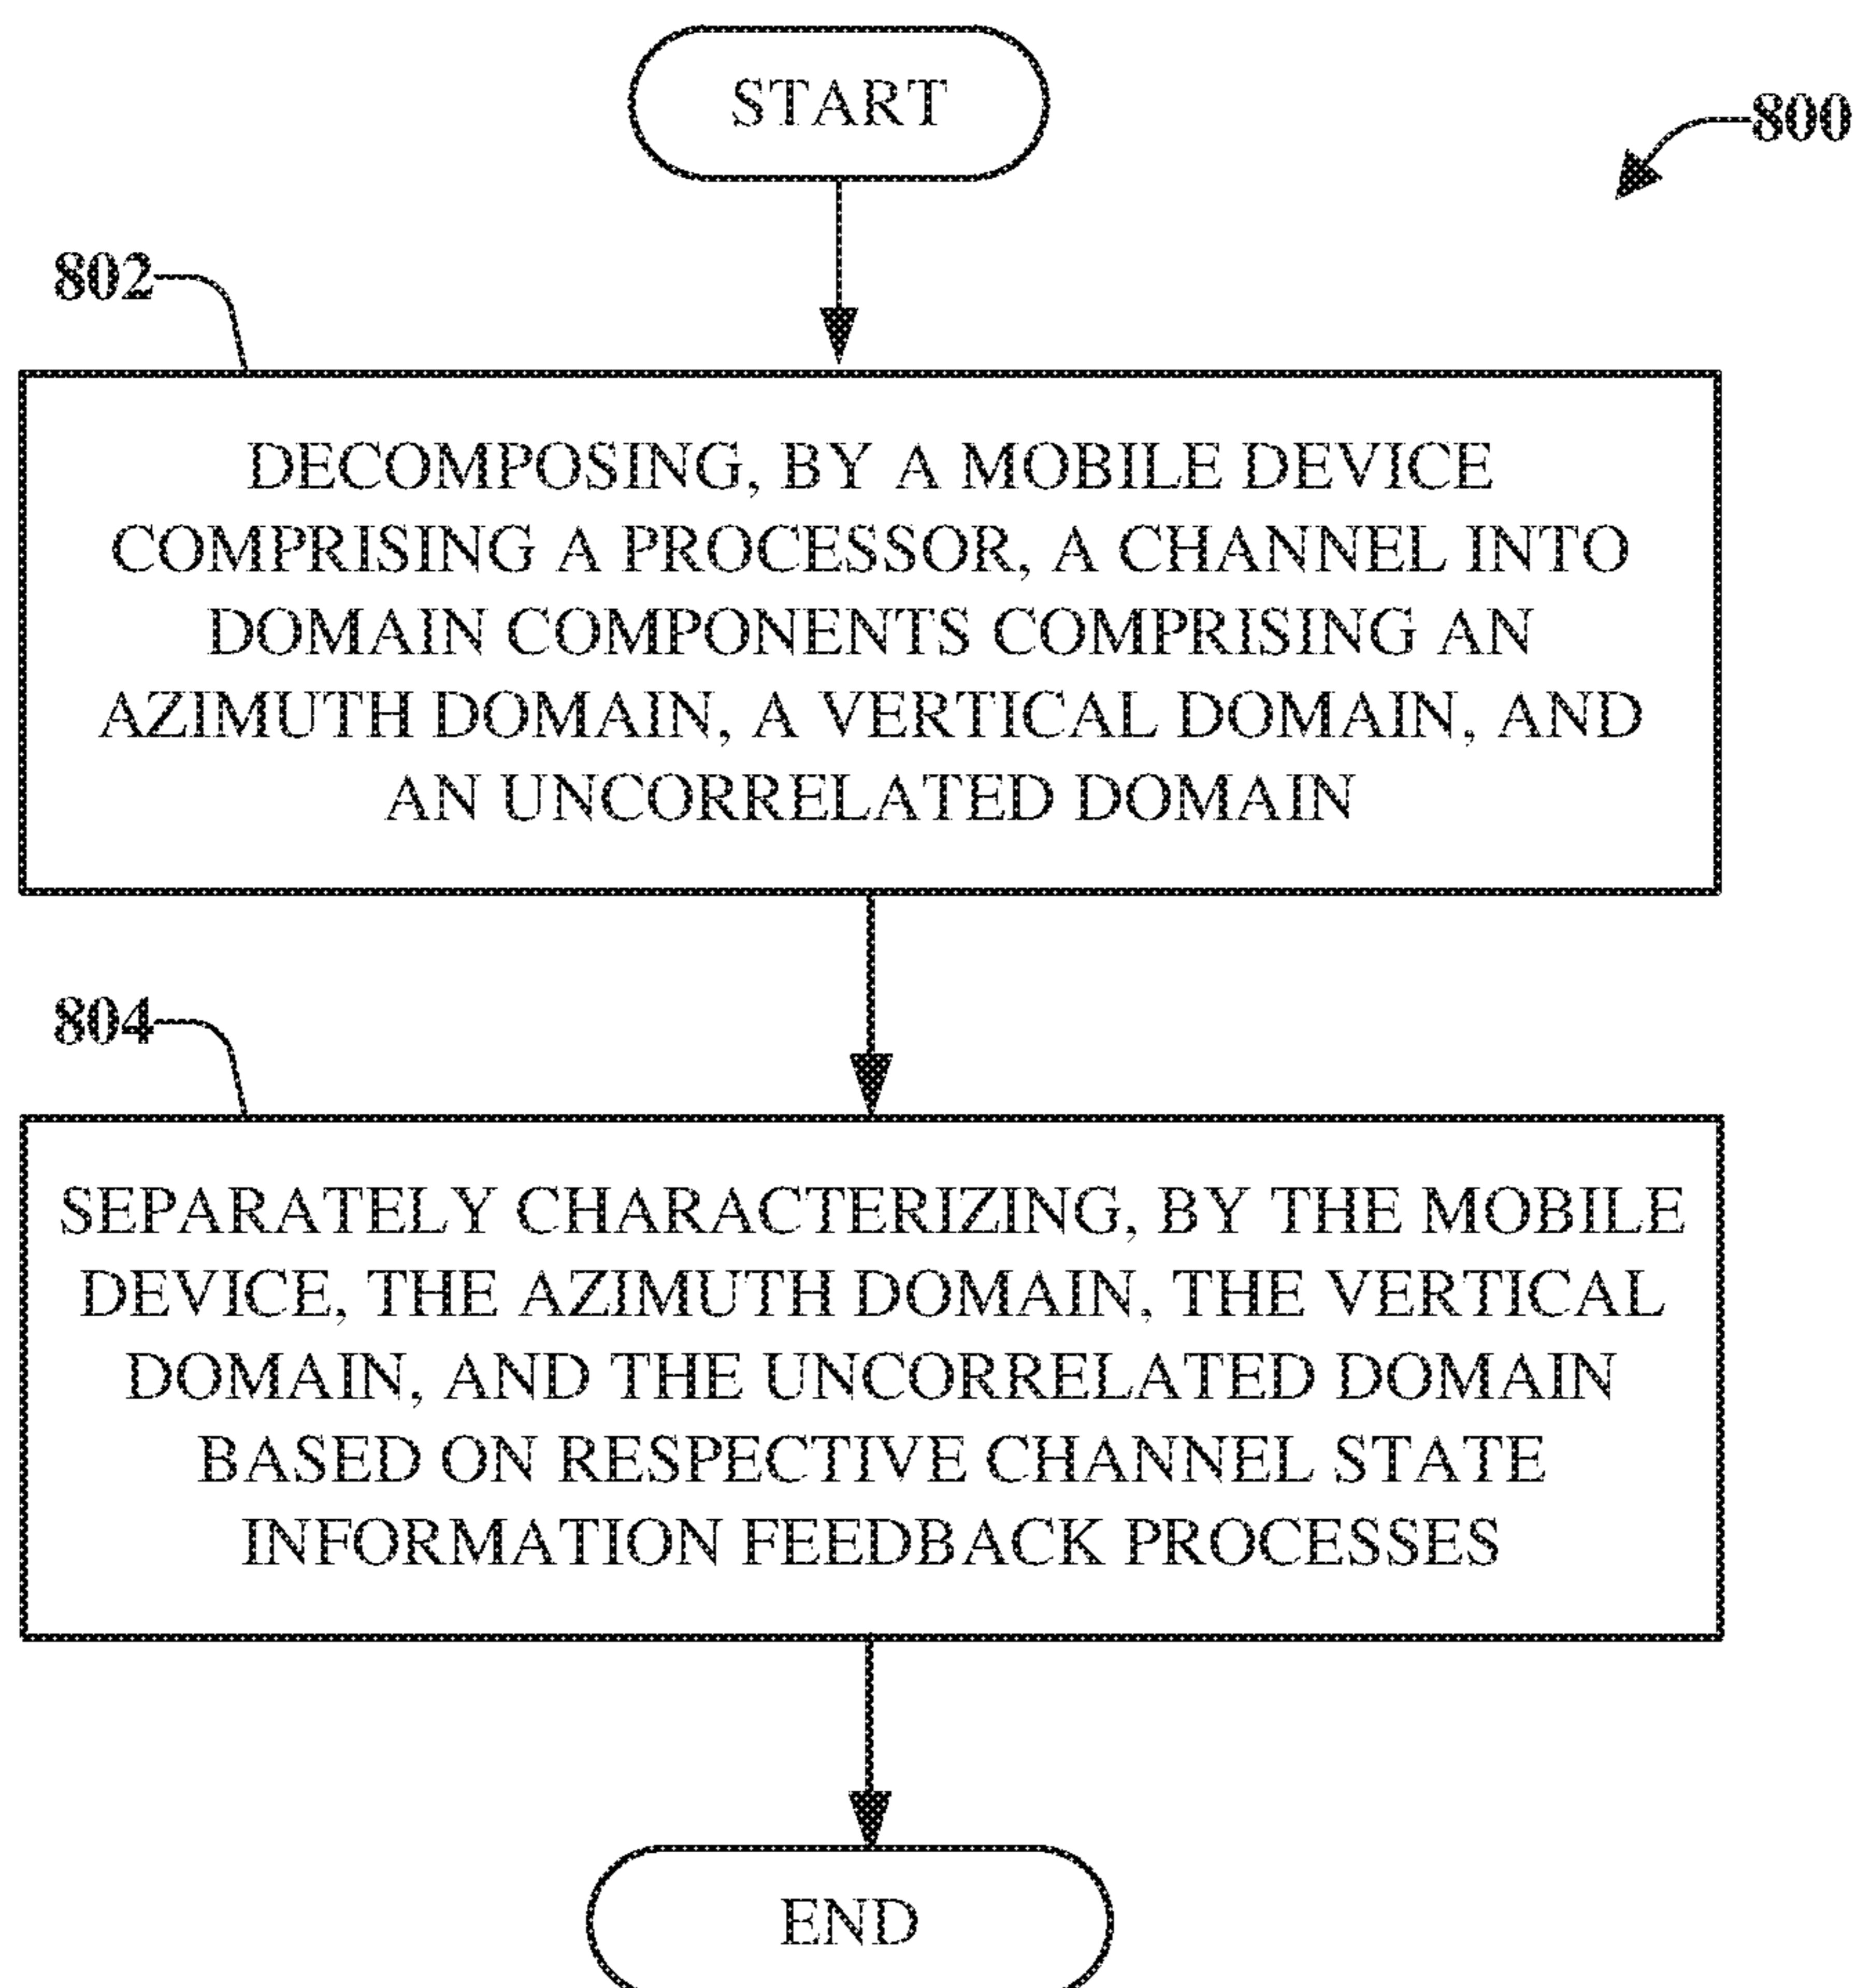 START
800
802
DECOMPOSING, BY A MOBILE DEVICE
COMPRISING A PROCESSOR, A CHANNEL INTO
DOMAIN COMPONENTS COMPRISING AN
AZIMUTH DOMAIN, A VERTICAL DOMAIN, AND
AN UNCORRELATED DOMAIN
804
SEPARATELY CHARACTERIZING, BY THE MOBILE
DEVICE, THE AZIMUTH DOMAIN, THE VERTICAL
DOMAIN, AND THE UNCORRELATED DOMAIN
BASED ON RESPECTIVE CHANNEL STATE
INFORMATION FEEDBACK PROCESSES
END